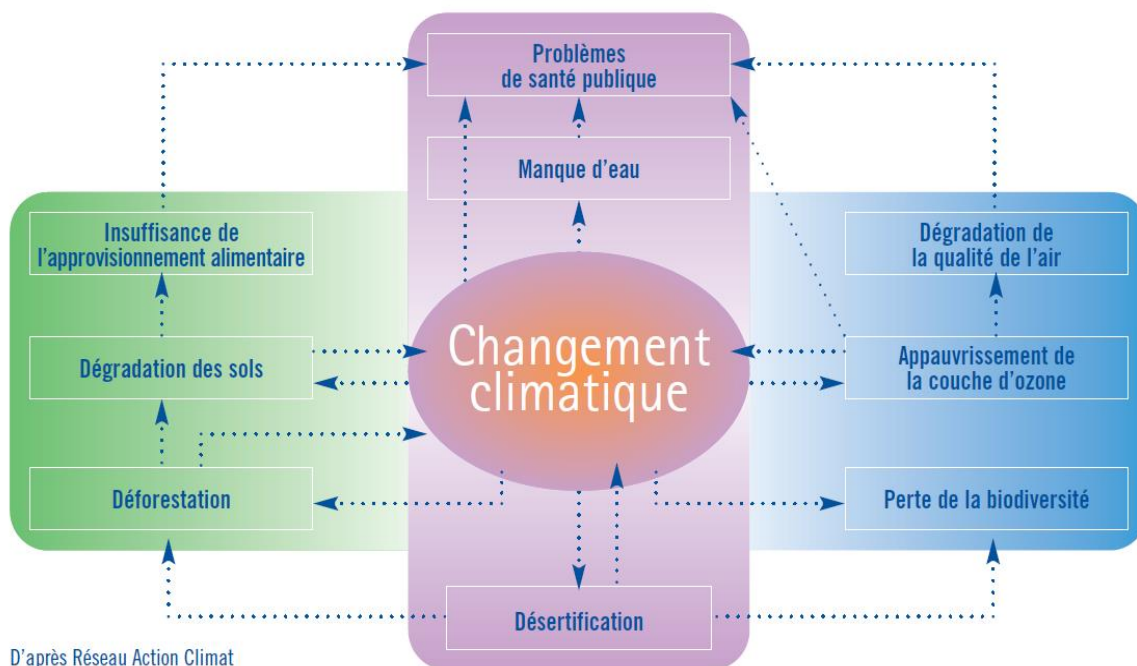 Problèmes
de santé publique
Manque d'eau
Insuffisance de
l'approvisionnement alimentaire
Dégradation de
la qualité de l'air
Changement
climatique
Dégradation des sols
Appauvrissement de
la couche d'ozone
Déforestation
Perte de la biodiversité
Désertification
D'après Réseau Action Climat